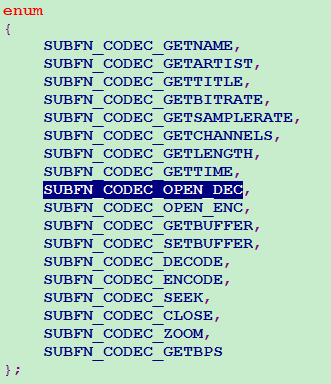 enum
{
SUBFN_CODEC_GETNAME,
SUBFN_CODEC_GETARTIST,
SUBFN_CODEC_GETTITLE,
SUBFN_CODEC_GETBITRATE,
SUBFN_CODEC_GETSAMPLERATE,
SUBFN_CODEC_GETCHANNELS,
SUBFN_CODEC_GETLENGTH,
SUBFN_CODEC_GETTIME,
SUBFN_CODEC_OPEN_DEC,
SUBFN_CODEC_OPEN_ENC,
SUBFN_CODEC_GETBUFFER,
SUBFN_CODEC_SETBUFFER,
SUBFN_CODEC_DECODE,
SUBFN_CODEC_ENCODE,
SUBFN_CODEC_SEEK,
SUBFN_CODEC_CLOSE,
SUBFN_CODEC_ZOOM,
SUBFN_CODEC_GETBPS
};